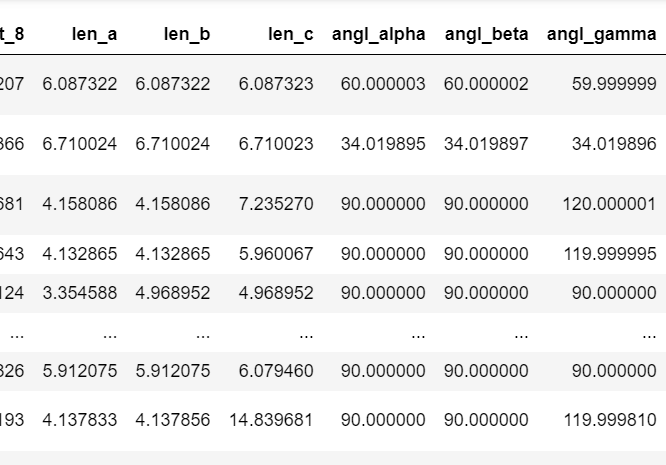 t_8 len_a len_b len_c angl_alpha angl_beta angl_gamma
207 6.087322 6.087322 6.087323 60.000003 60.000002 59.999999
366 6.710024 6.710024 6.710023 34.019895 34.019897 34.019896
681 4.158086 4.158086 7.235270 90.000000 90.000000 120.000001
643 4.132865 4.132865 5.960067 90.000000 90.000000 119.999995
124 3.354588 4.968952 4.968952 90.000000 90.000000 90.000000
... ... ... ... ... ... ...
326 5.912075 5.912075 6.079460 90.000000 90.000000 90.000000
193 4.137833 4.137856 14.839681 90.000000 90.000000 119.999810